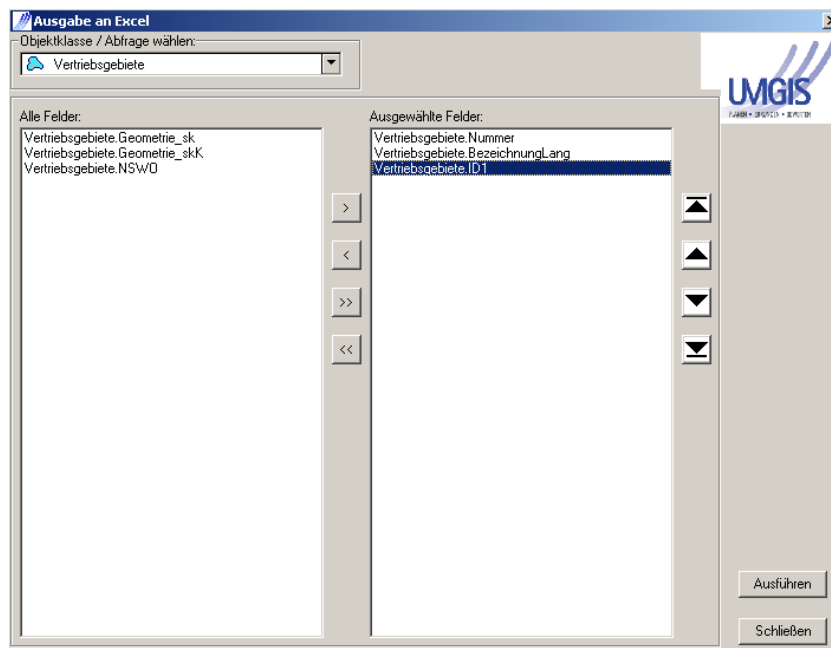 Ausgabe an Excel
Objektklasse / Abfrage wählen:
Vertriebsgebiete
UMGIS
Alle Felder:
Ausgewählte Felder:
Vertriebsgebiete.Geometrie_sk
Vertriebsgebiete.Geometrie_skK
Vertriebsgebiete.NSW0
Vertriebsgebiete.Nummer
Vertriebsgebiete.BezeichnungLang
Vertriebsgebiete.ID1
>
<
>>
<<
Ausführen
Schließen